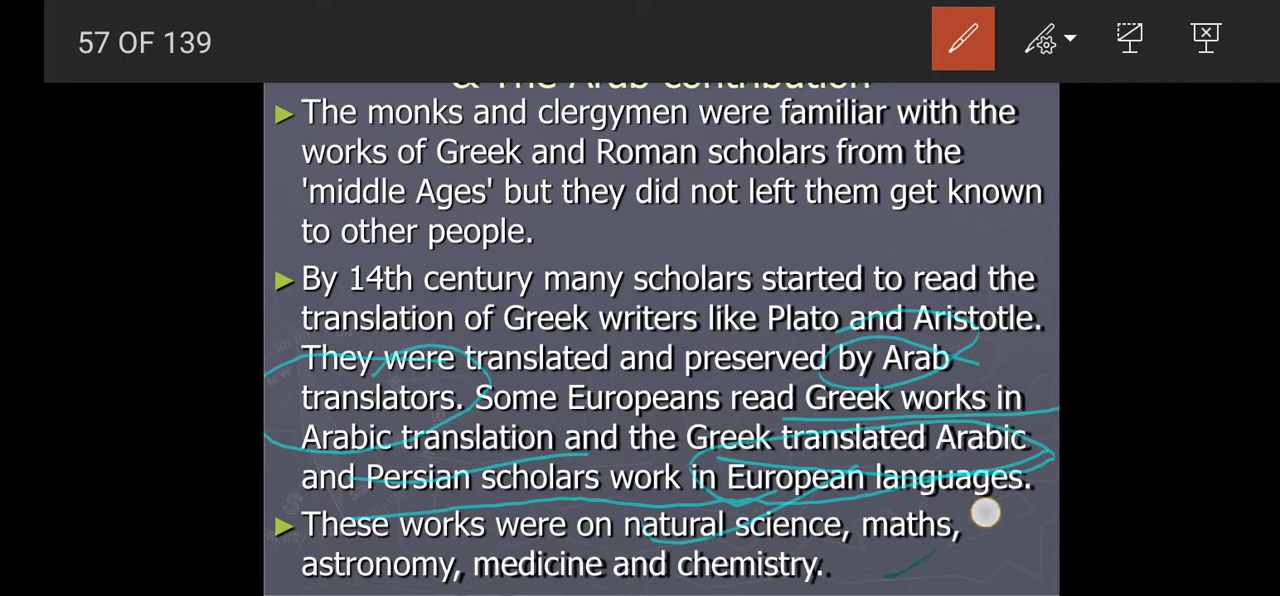 57 OF 139
& The Arab contribution
The monks and clergymen were familiar with the
works of Greek and Roman scholars from the
'middle Ages' but they did not left them get known
to other people.
By 14th century many scholars started to read the
translation of Greek writers like Plato and Aristotle.
They were translated and preserved by Arab
translators. Some Europeans read Greek works in
Arabic translation and the Greek translated Arabic
and Persian scholars work in European languages.
These works were on natural science, maths,
astronomy, medicine and chemistry.